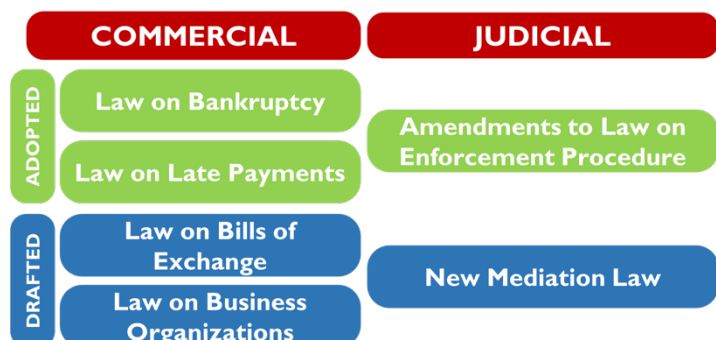 COMMERCIAL
JUDICIAL
ADOPTED
Law on Bankruptcy
Law on Late Payments
Amendments to Law on
Enforcement Procedure
DRAFTED
Law on Bills of
Exchange
Law on Business
Organizations
New Mediation Law